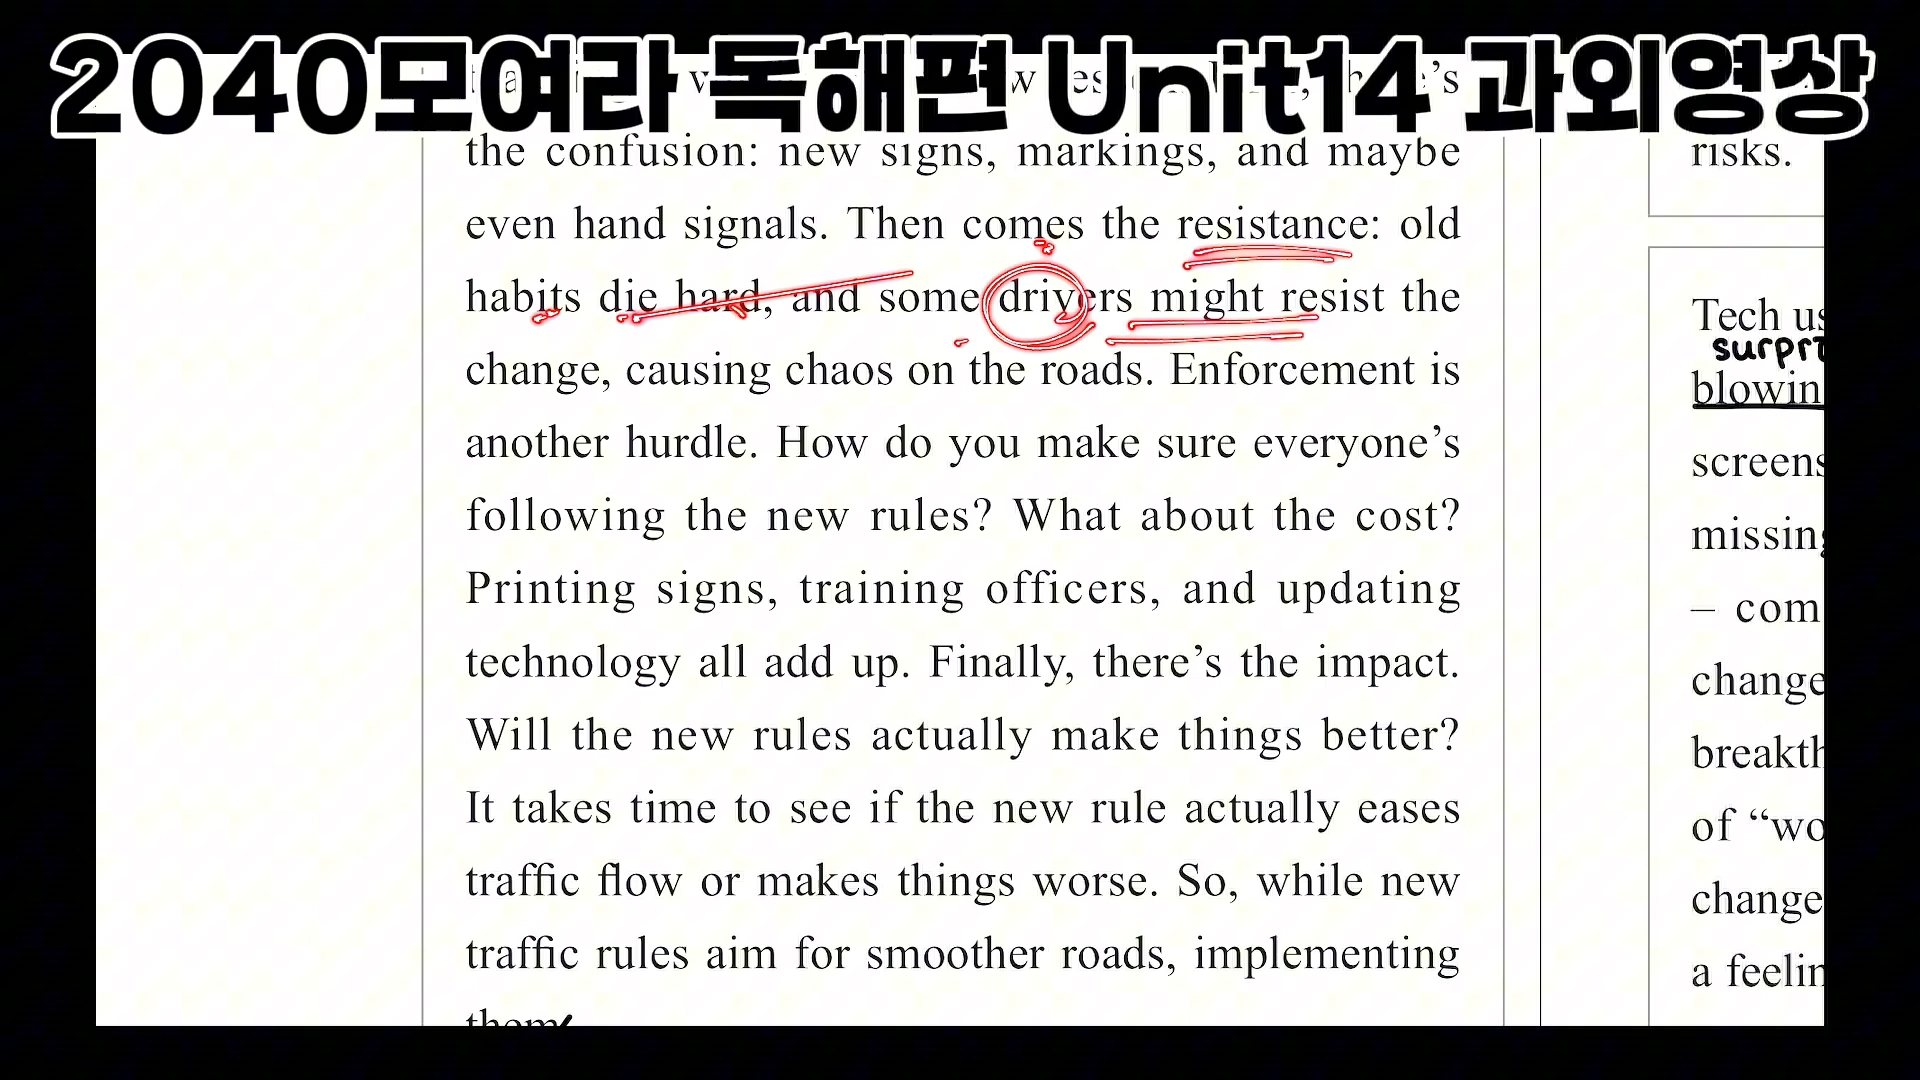 2040모여라 독해편 Unit14 과외영상
the confusion: new signs, markings, and maybe
even hand signals. Then comes the resistance: old
habits die hard, and some drivers might resist the
change, causing chaos on the roads. Enforcement is
another hurdle. How do you make sure everyone’s
following the new rules? What about the cost?
Printing signs, training officers, and updating
technology all add up. Finally, there’s the impact.
Will the new rules actually make things better?
It takes time to see if the new rule actually eases
traffic flow or makes things worse. So, while new
traffic rules aim for smoother roads, implementing
risks.
Tech
blowin
screens
missing
– com
change
breakth
of “wo
change
a feelin